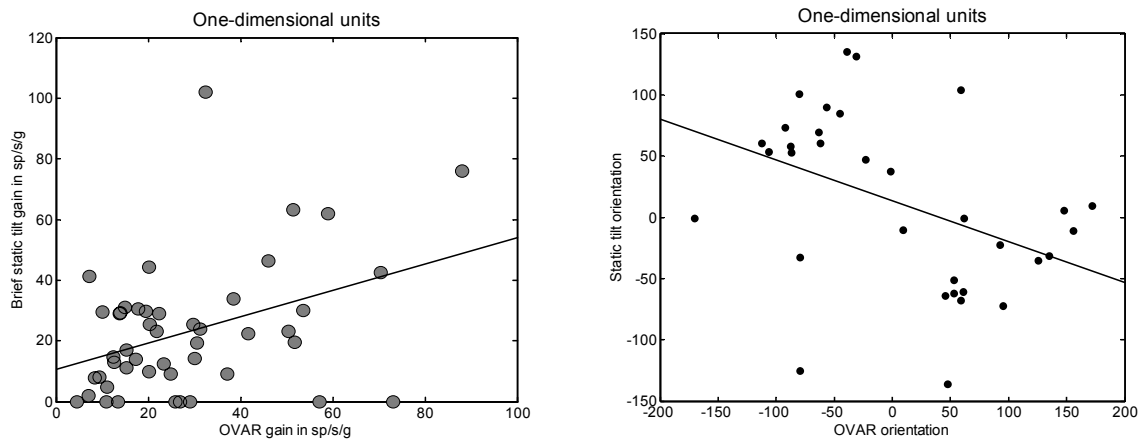 One-dimensional units
120
100
80
60
40
20
0
Brief static tilt gain in sp/s/g
0 20 40 60 80 100
OVAR gain in sp/s/g
One-dimensional units
150
100
50
0
-50
-100
-150
Static tilt orientation
-200 -150 -100 -50 0 50 100 150 200
OVAR orientation